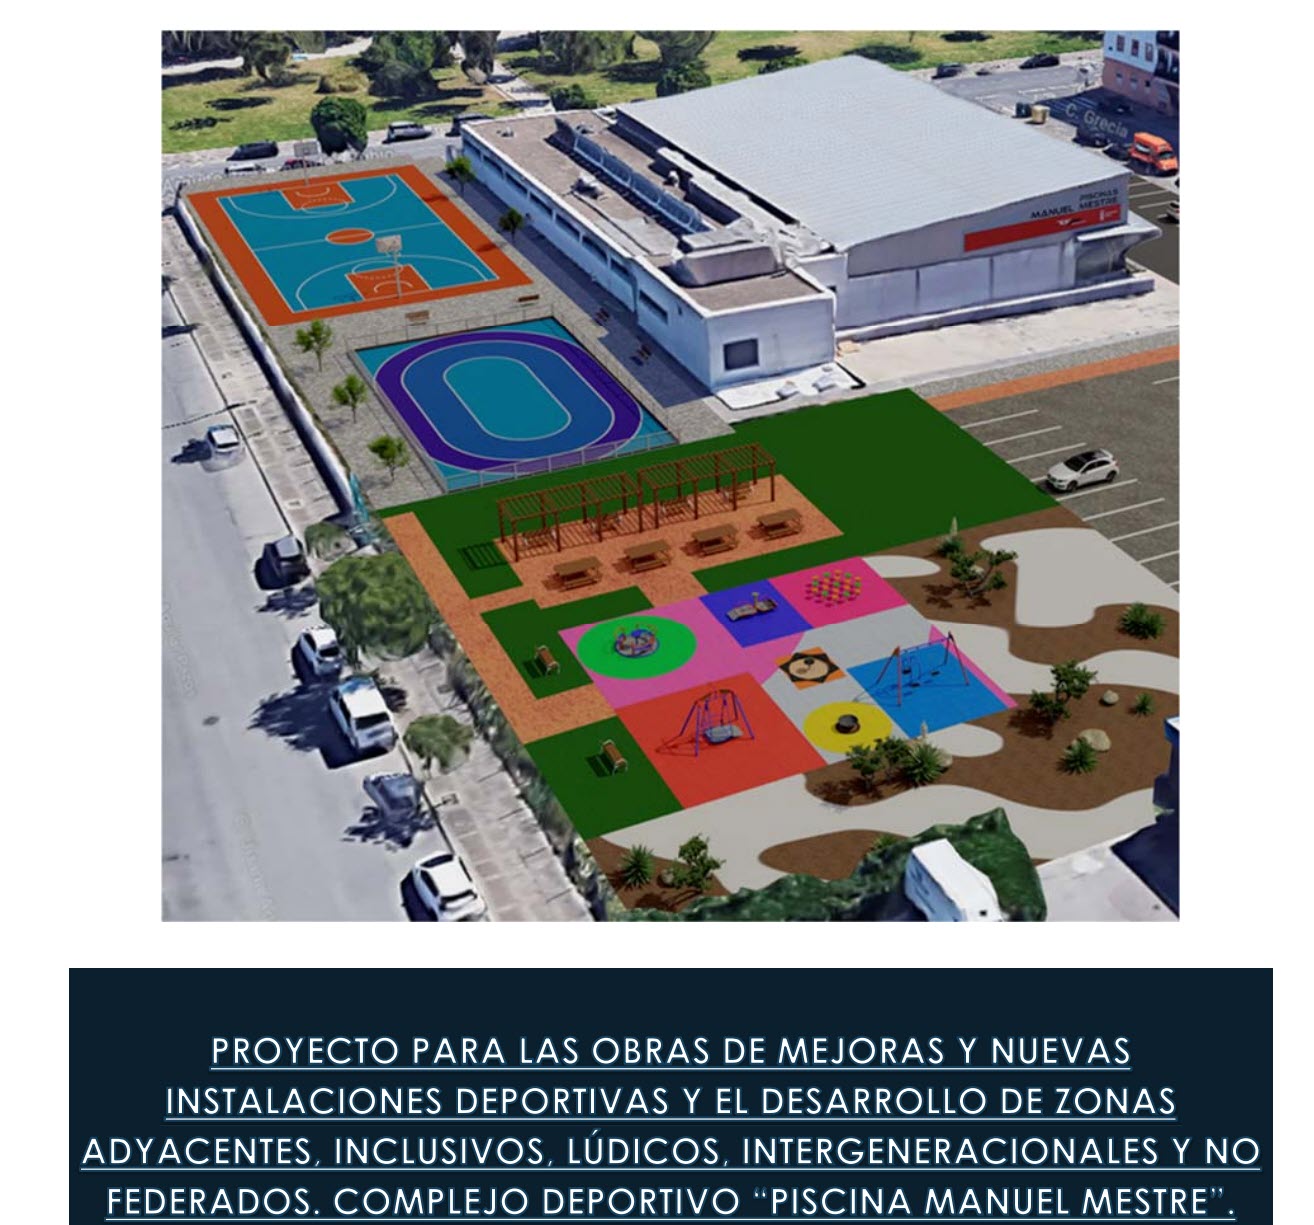 C. Grecia
PISCINAS
MANUEL MESTRE
PROYECTO PARA LAS OBRAS DE MEJORAS Y NUEVAS
INSTALACIONES DEPORTIVAS Y EL DESARROLLO DE ZONAS
ADYACENTES, INCLUSIVOS, LÚDICOS, INTERGENERACIONALES Y NO
FEDERADOS. COMPLEJO DEPORTIVO “PISCINA MANUEL MESTRE”.